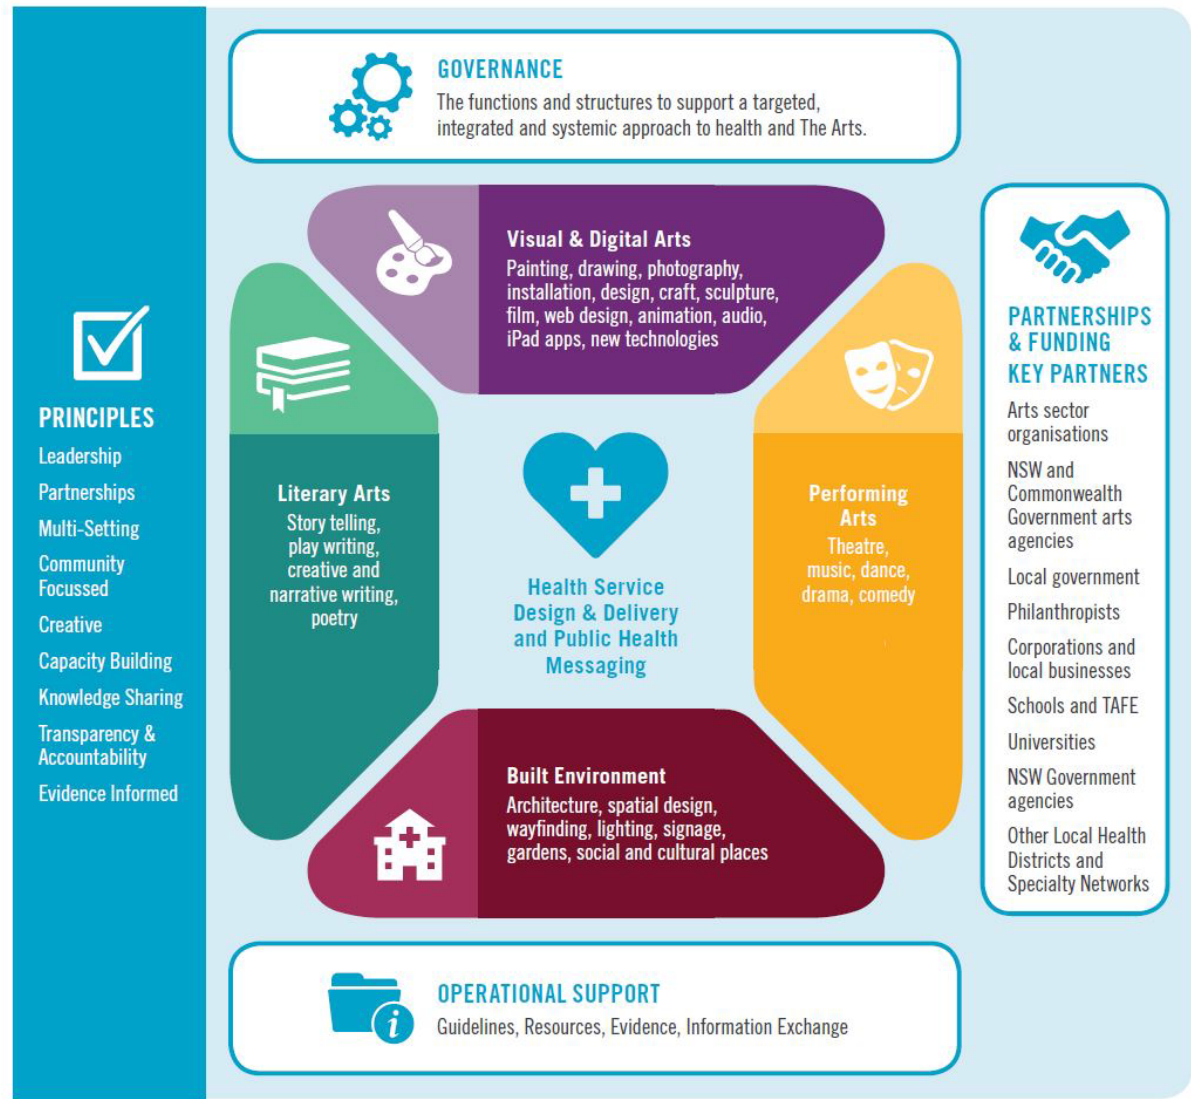 GOVERNANCE
The functions and structures to support a targeted,
integrated and systemic approach to health and The Arts.
PRINCIPLES
Leadership
Partnerships
Multi-Setting
Community
Focussed
Creative
Capacity Building
Knowledge Sharing
Transparency &
Accountability
Evidence Informed
Visual & Digital Arts
Painting, drawing, photography,
installation, design, craft, sculpture,
film, web design, animation, audio,
iPad apps, new technologies
Literary Arts
Story telling,
play writing,
creative and
narrative writing,
poetry
Health Service
Design & Delivery
and Public Health
Messaging
Performing
Arts
Theatre,
music, dance,
drama, comedy
Built Environment
Architecture, spatial design,
wayfinding, lighting, signage,
gardens, social and cultural places
PARTNERSHIPS
& FUNDING
KEY PARTNERS
Arts sector
organisations
NSW and
Commonwealth
Government arts
agencies
Local government
Philanthropists
Corporations and
local businesses
Schools and TAFE
Universities
NSW Government
agencies
Other Local Health
Districts and
Specialty Networks
OPERATIONAL SUPPORT
Guidelines, Resources, Evidence, Information Exchange
i